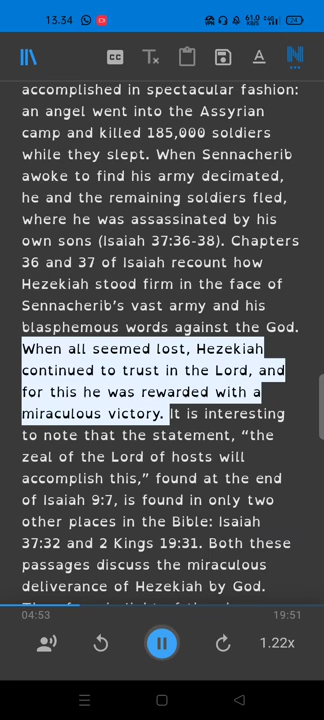 13.34
61.0
KB/s
24
CC
accomplished in spectacular fashion:
an angel went into the Assyrian
camp and killed 185,000 soldiers
while they slept. When Sennacherib
awoke to find his army decimated,
he and the remaining soldiers fled,
where he was assassinated by his
own sons (Isaiah 37:36-38). Chapters
36 and 37 of Isaiah recount how
Hezekiah stood firm in the face of
Sennacherib’s vast army and his
blasphemous words against the God.
When all seemed lost, Hezekiah
continued to trust in the Lord, and
for this he was rewarded with a
miraculous victory. It is interesting
to note that the statement, “the
zeal of the Lord of hosts will
accomplish this,” found at the end
of Isaiah 9:7, is found in only two
other places in the Bible: Isaiah
37:32 and 2 Kings 19:31. Both these
passages discuss the miraculous
deliverance of Hezekiah by God.
04:53
19:51
1.22x